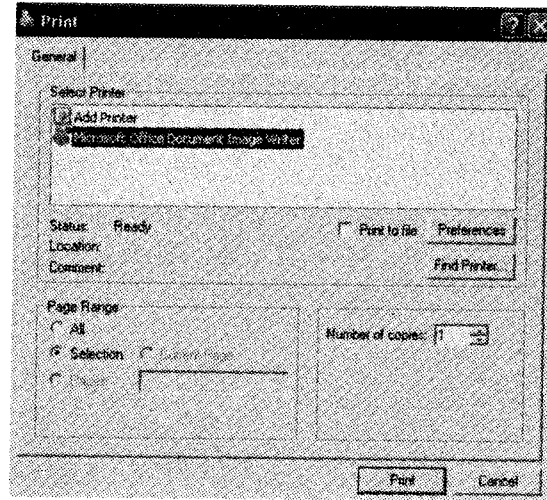 Print
General
Select Printer
Add Printer
Microsoft Office Document Image Writer
Status: Ready
Print to file Preferences
Location:
Comment: Find Printer...
Page Range
All
Number of copies: 1
Selection Current Page
Pages:
Print Cancel